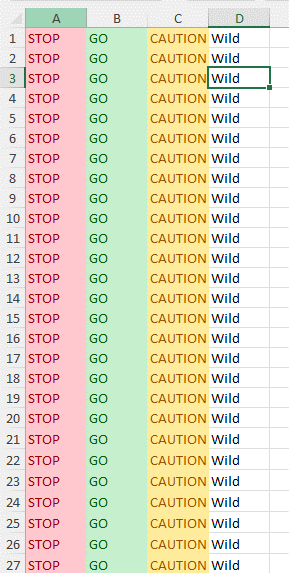 A B C D
1 STOP GO CAUTION Wild
2 STOP GO CAUTION Wild
3 STOP GO CAUTION Wild
4 STOP GO CAUTION Wild
5 STOP GO CAUTION Wild
6 STOP GO CAUTION Wild
7 STOP GO CAUTION Wild
8 STOP GO CAUTION Wild
9 STOP GO CAUTION Wild
10 STOP GO CAUTION Wild
11 STOP GO CAUTION Wild
12 STOP GO CAUTION Wild
13 STOP GO CAUTION Wild
14 STOP GO CAUTION Wild
15 STOP GO CAUTION Wild
16 STOP GO CAUTION Wild
17 STOP GO CAUTION Wild
18 STOP GO CAUTION Wild
19 STOP GO CAUTION Wild
20 STOP GO CAUTION Wild
21 STOP GO CAUTION Wild
22 STOP GO CAUTION Wild
23 STOP GO CAUTION Wild
24 STOP GO CAUTION Wild
25 STOP GO CAUTION Wild
26 STOP GO CAUTION Wild
27 STOP GO CAUTION Wild